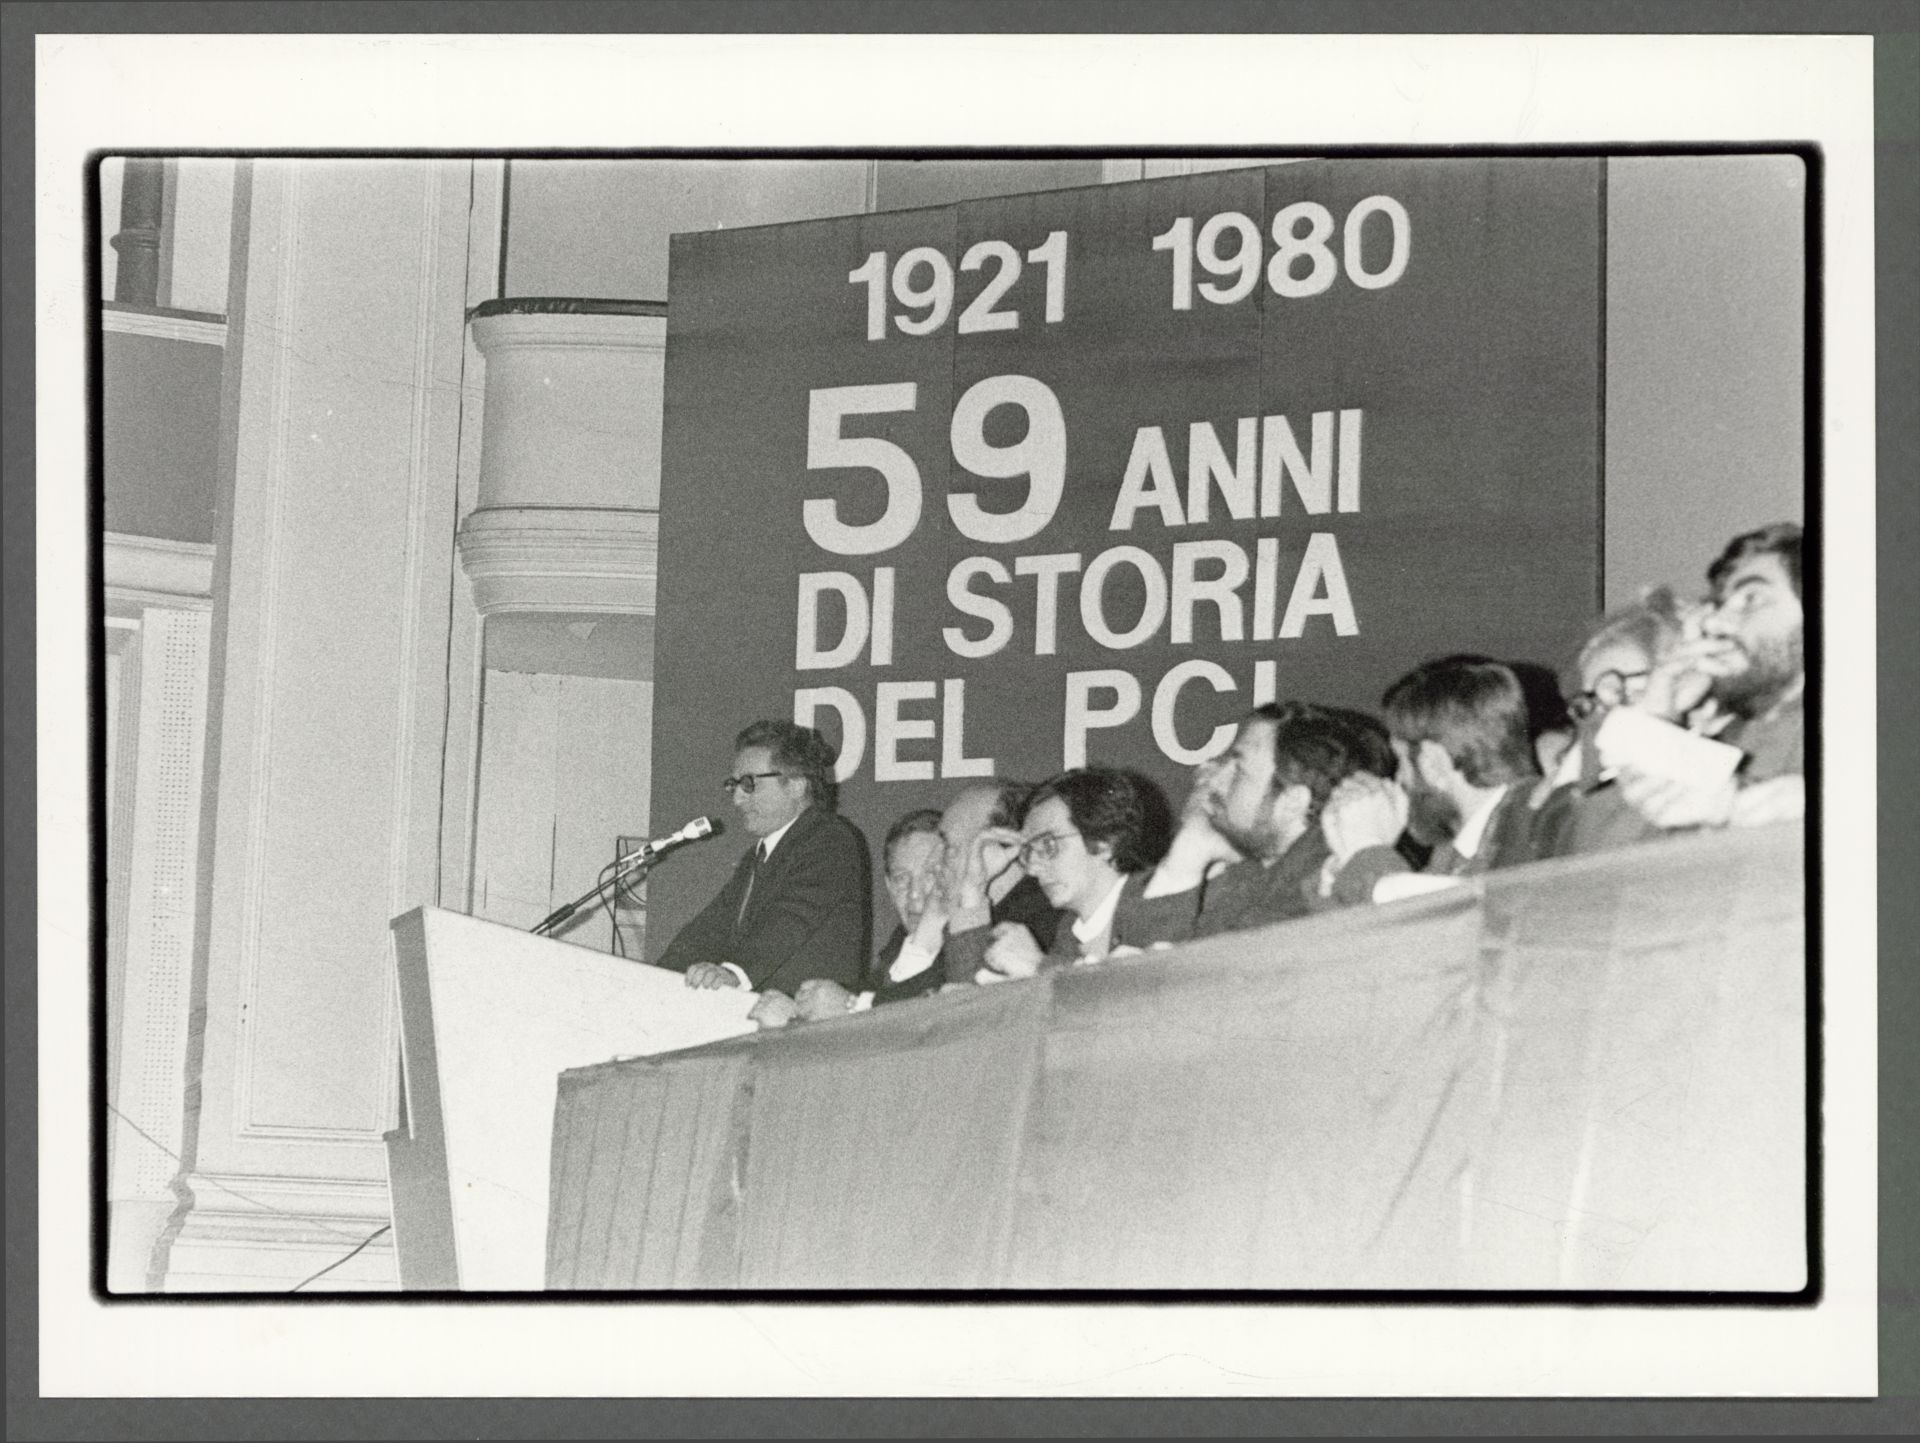 1921 1980
59 ANNI
DI STORIA
DEL PCI